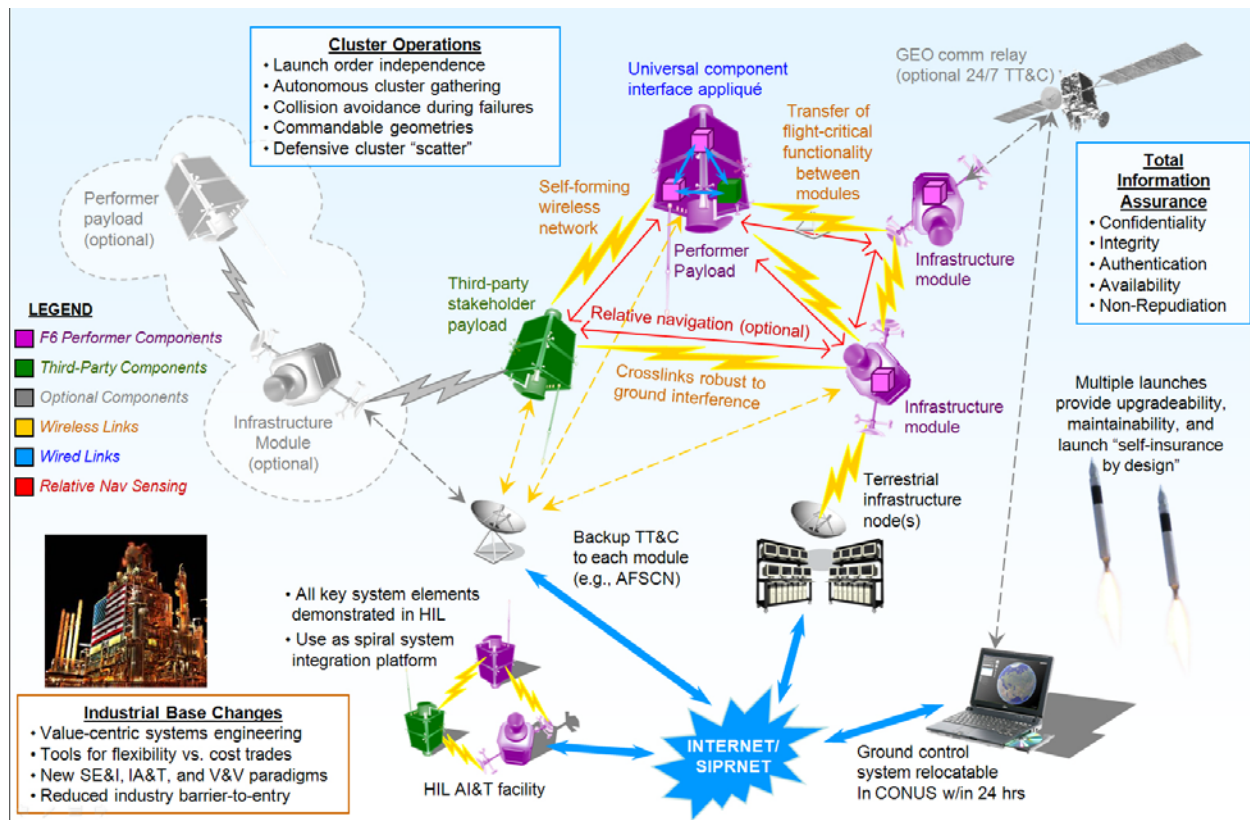 Cluster Operations
• Launch order independence
• Autonomous cluster gathering
• Collision avoidance during failures
• Commandable geometries
• Defensive cluster “scatter”
Universal component
interface appliqué
GEO comm relay
(optional 24/7 TT&C)
Transfer of
flight-critical
functionality
between
modules
Total
Information
Assurance
• Confidentiality
• Integrity
• Authentication
• Availability
• Non-Repudiation
Performer
payload
(optional)
Self-forming
wireless
network
Performer
Payload
Infrastructure
module
Third-party
stakeholder
payload
LEGEND
F6 Performer Components
Third-Party Components
Optional Components
Wireless Links
Wired Links
Relative Nav Sensing
Relative navigation (optional)
Crosslinks robust to
ground interference
Infrastructure
module
Infrastructure
Module
(optional)
Multiple launches
provide upgradeability,
maintainability, and
launch “self-insurance
by design”
Terrestrial
infrastructure
node(s)
Backup TT&C
to each module
(e.g., AFSCN)
• All key system elements
demonstrated in HIL
• Use as spiral system
integration platform
Industrial Base Changes
• Value-centric systems engineering
• Tools for flexibility vs. cost trades
• New SE&I, IA&T, and V&V paradigms
• Reduced industry barrier-to-entry
HIL AI&T facility
INTERNET/
SIPRNET
Ground control
system relocatable
In CONUS w/in 24 hrs